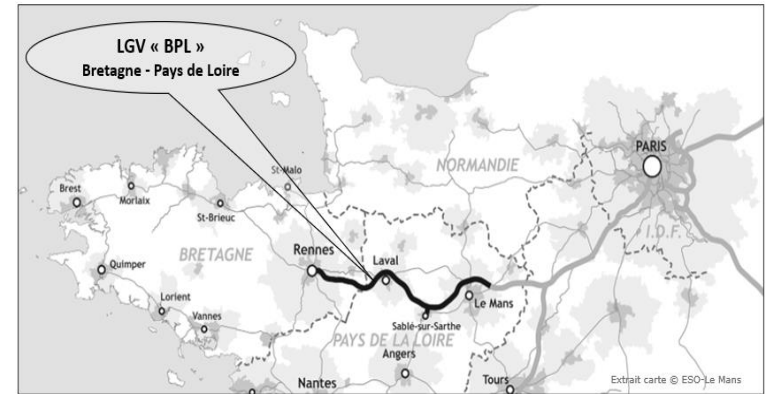 LGV « BPL »
Bretagne - Pays de Loire
PARIS
NORMANDIE
St-Malo
Brest
Morlaix
St-Brieuc
I.D.F.
BRETAGNE
Rennes
Laval
Quimper
Le Mans
Lorient
Vannes
Sablé-sur-Sarthe
PAYS DE LA LOIRE
Angers
Nantes
Tours
Extrait carte © ESO-Le Mans